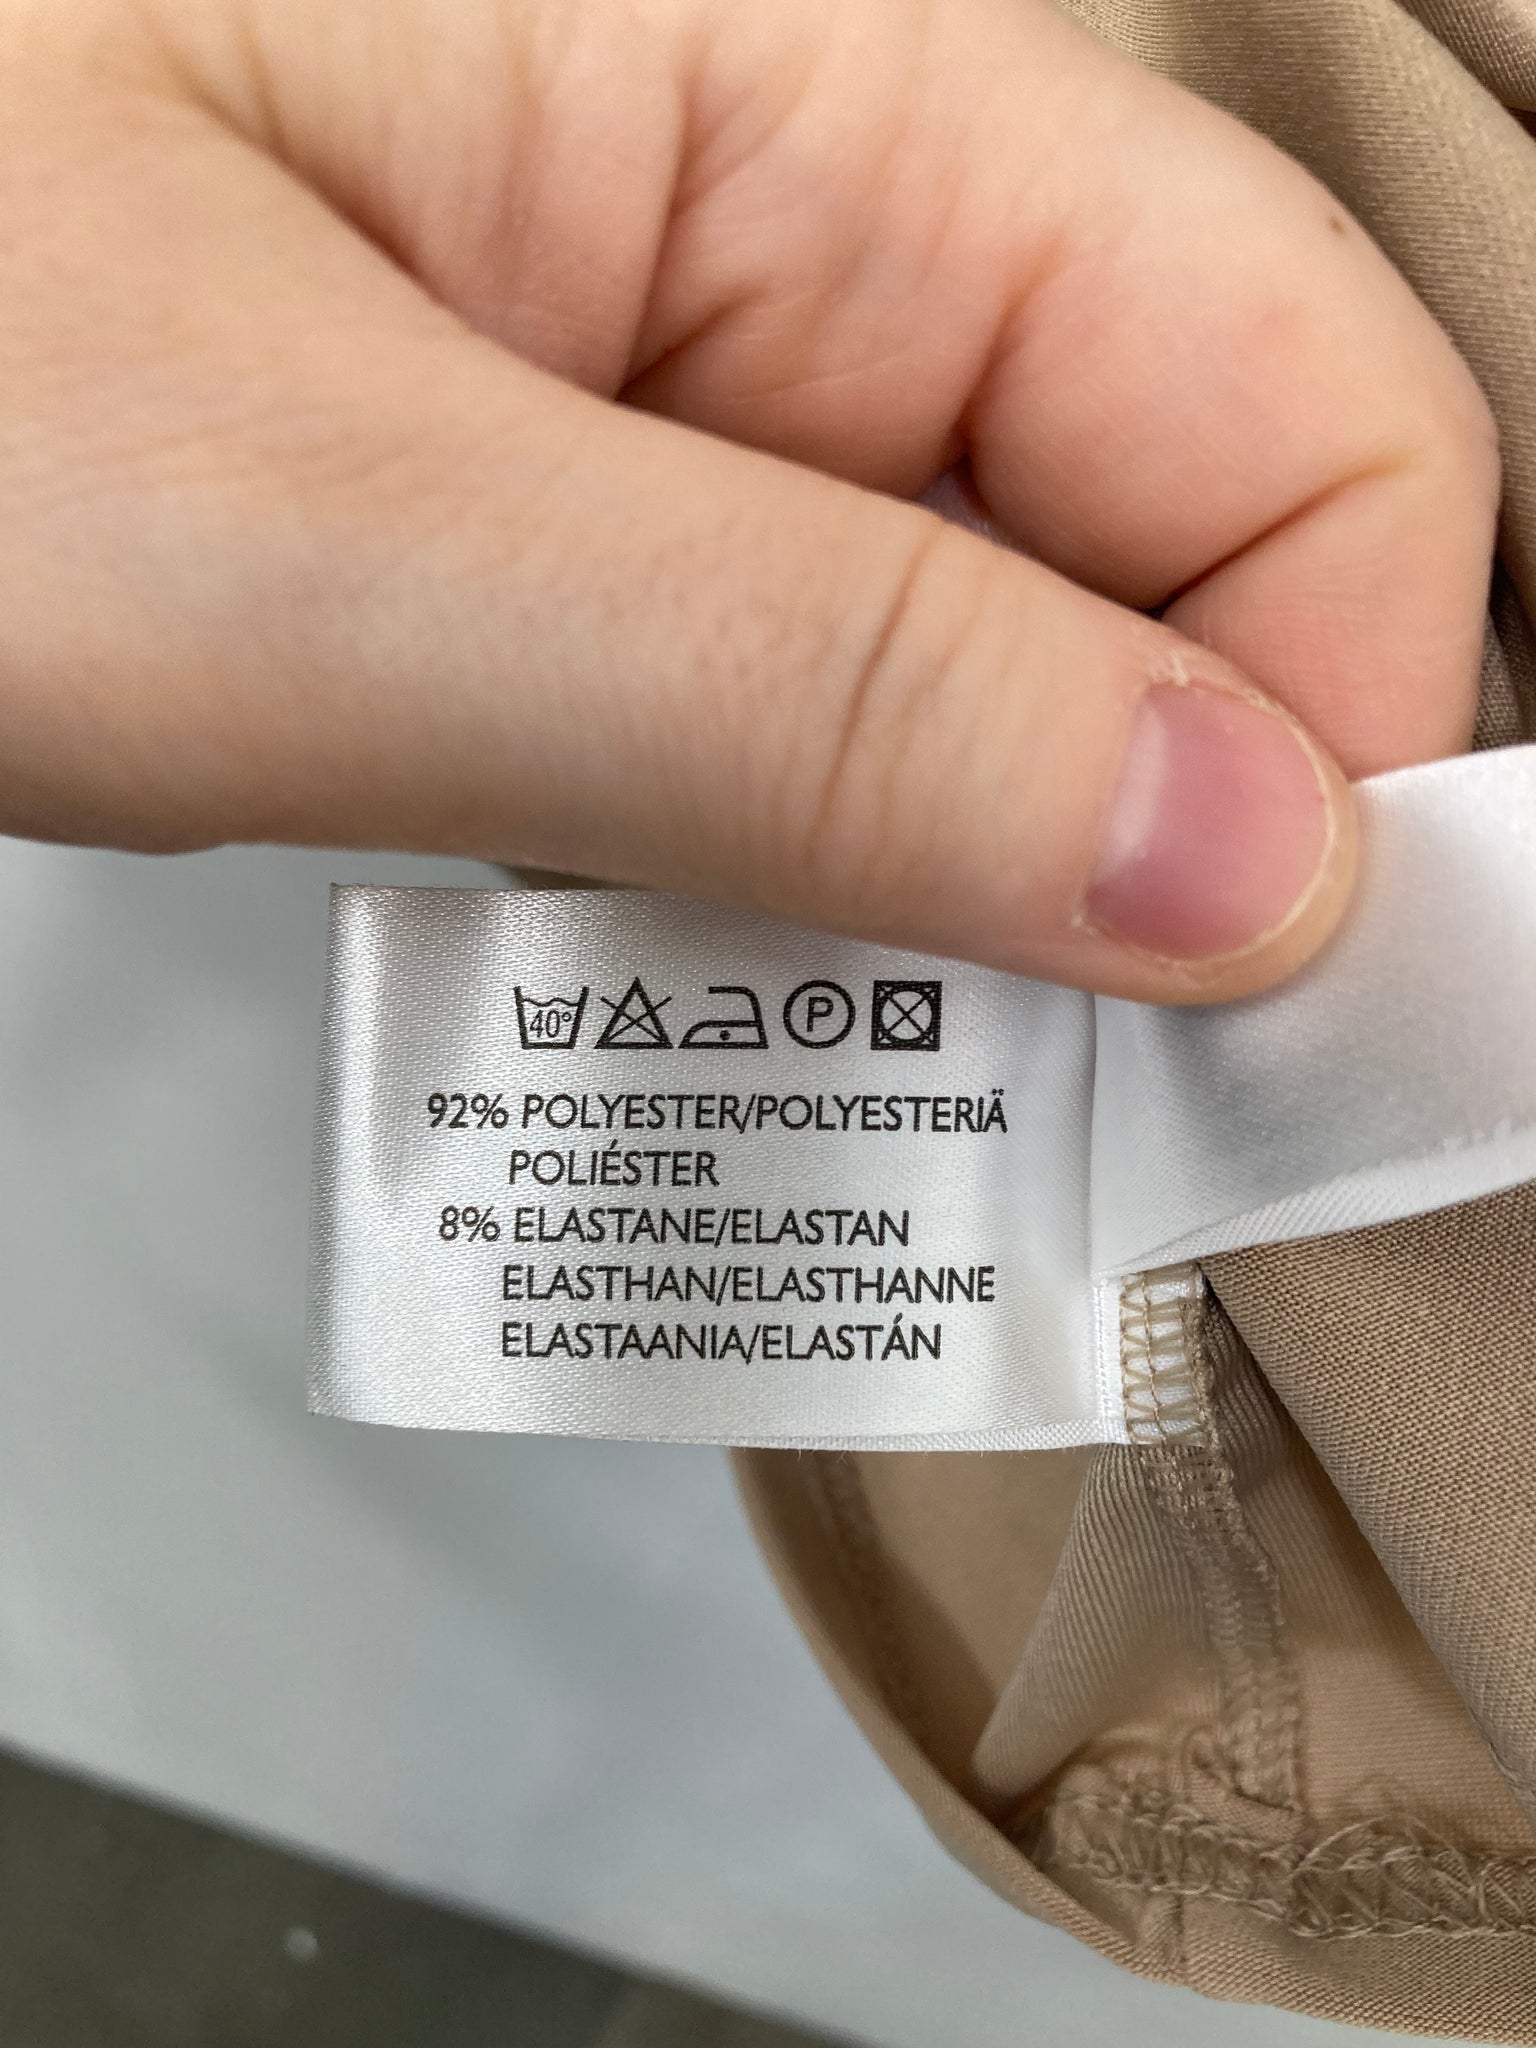 40°
P
92% POLYESTER/POLYESTERIÄ
POLIÉSTER
8% ELASTANE/ELASTAN
ELASTHAN/ELASTHANNE
ELASTAANIA/ELASTÁN